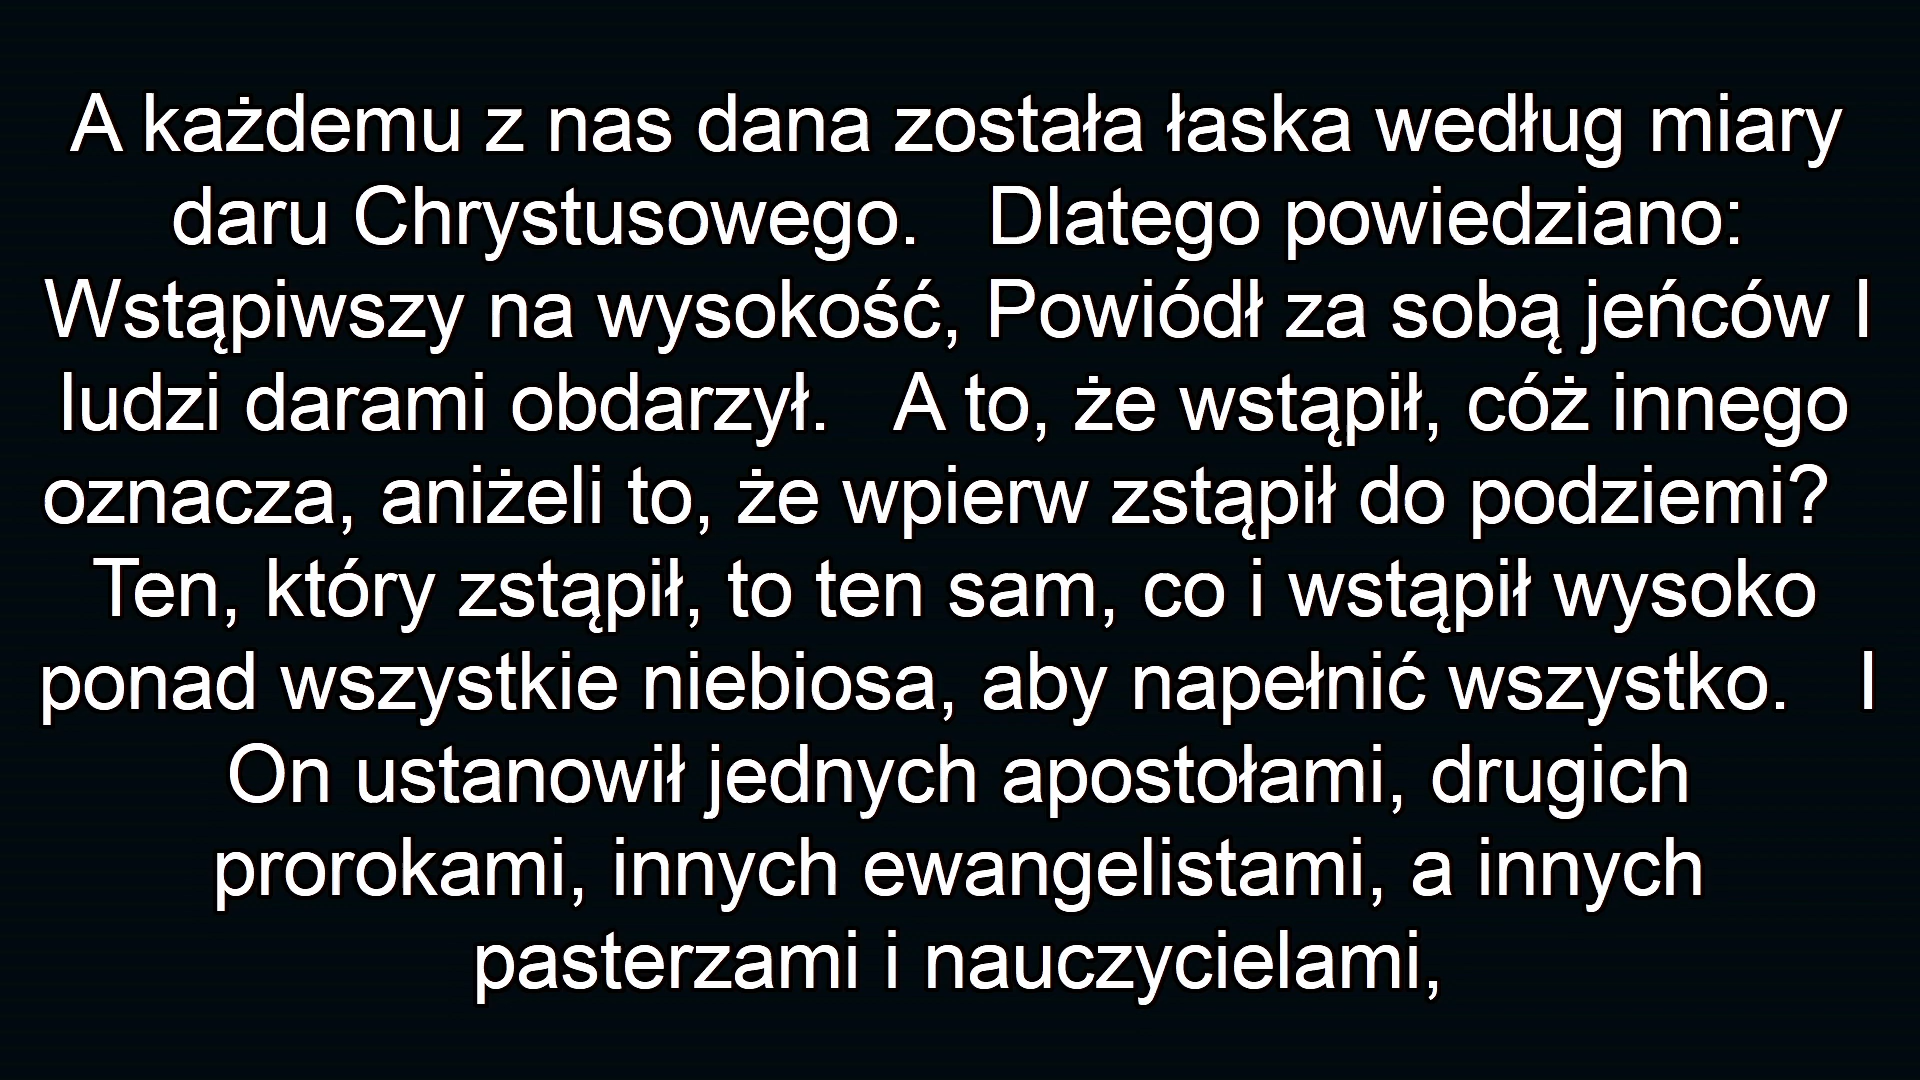 A każdemu z nas dana została łaska według miary
daru Chrystusowego.   Dlatego powiedziano:
Wstąpiwszy na wysokość, Powiódł za sobą jeńców I
ludzi darami obdarzył.   A to, że wstąpił, cóż innego
oznacza, aniżeli to, że wpierw zstąpił do podziemi?
Ten, który zstąpił, to ten sam, co i wstąpił wysoko
ponad wszystkie niebiosa, aby napełnić wszystko.   I
On ustanowił jednych apostołami, drugich
prorokami, innych ewangelistami, a innych
pasterzami i nauczycielami,